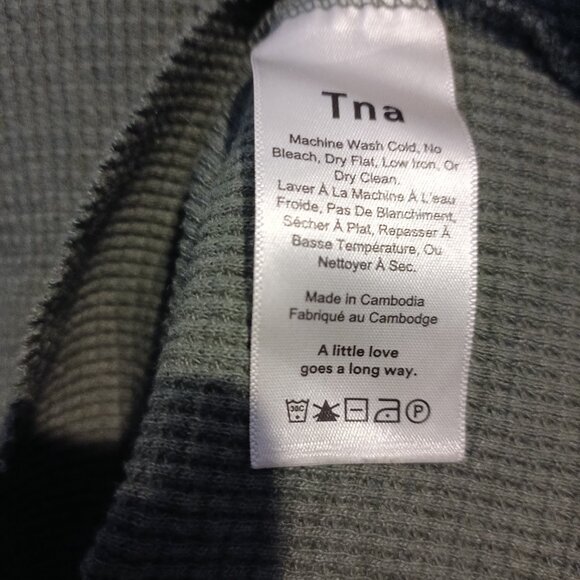 Tna
Machine Wash Cold, No
Bleach, Dry Flat, Low Iron, Or
Dry Clean.
Laver À La Machine À L'eau
Froide, Pas De Blanchiment,
Sécher À Plat, Repasser À
Basse Température, Ou
Nettoyer À Sec.
Made in Cambodia
Fabriqué au Cambodge
A little love
goes a long way.
30C P